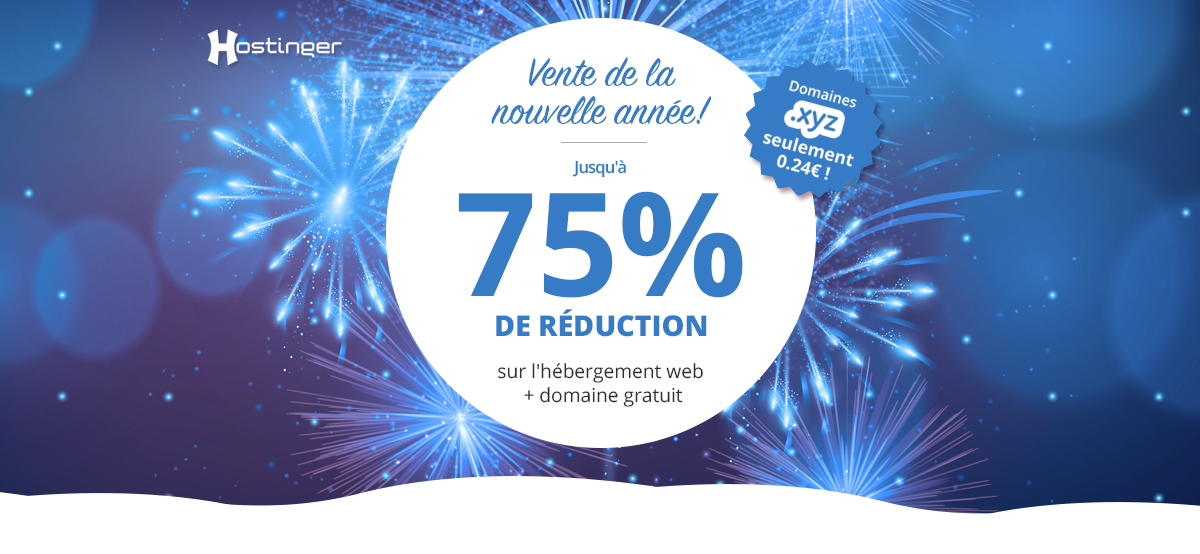 Hostinger
Vente de la
nouvelle année!
Jusqu'à
75%
DE RÉDUCTION
sur l'hébergement web
+ domaine gratuit
Domaines
.xyz
seulement
0.24€ !